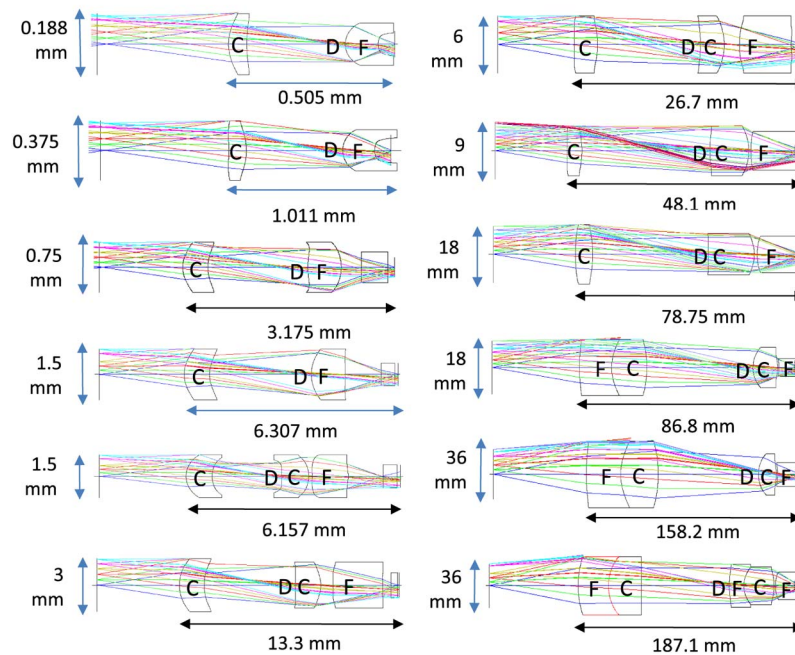 0.188
mm
C D F
0.505 mm
0.375
mm
C D F
1.011 mm
0.75
mm
C D F
3.175 mm
1.5
mm
C D F
6.307 mm
1.5
mm
C D C F
6.157 mm
3
mm
C D C F
13.3 mm
6
mm
C D C F
26.7 mm
9
mm
C D C F
48.1 mm
18
mm
C D C F
78.75 mm
18
mm
F C D C F
86.8 mm
36
mm
F C D C F
158.2 mm
36
mm
F C D F C F
187.1 mm